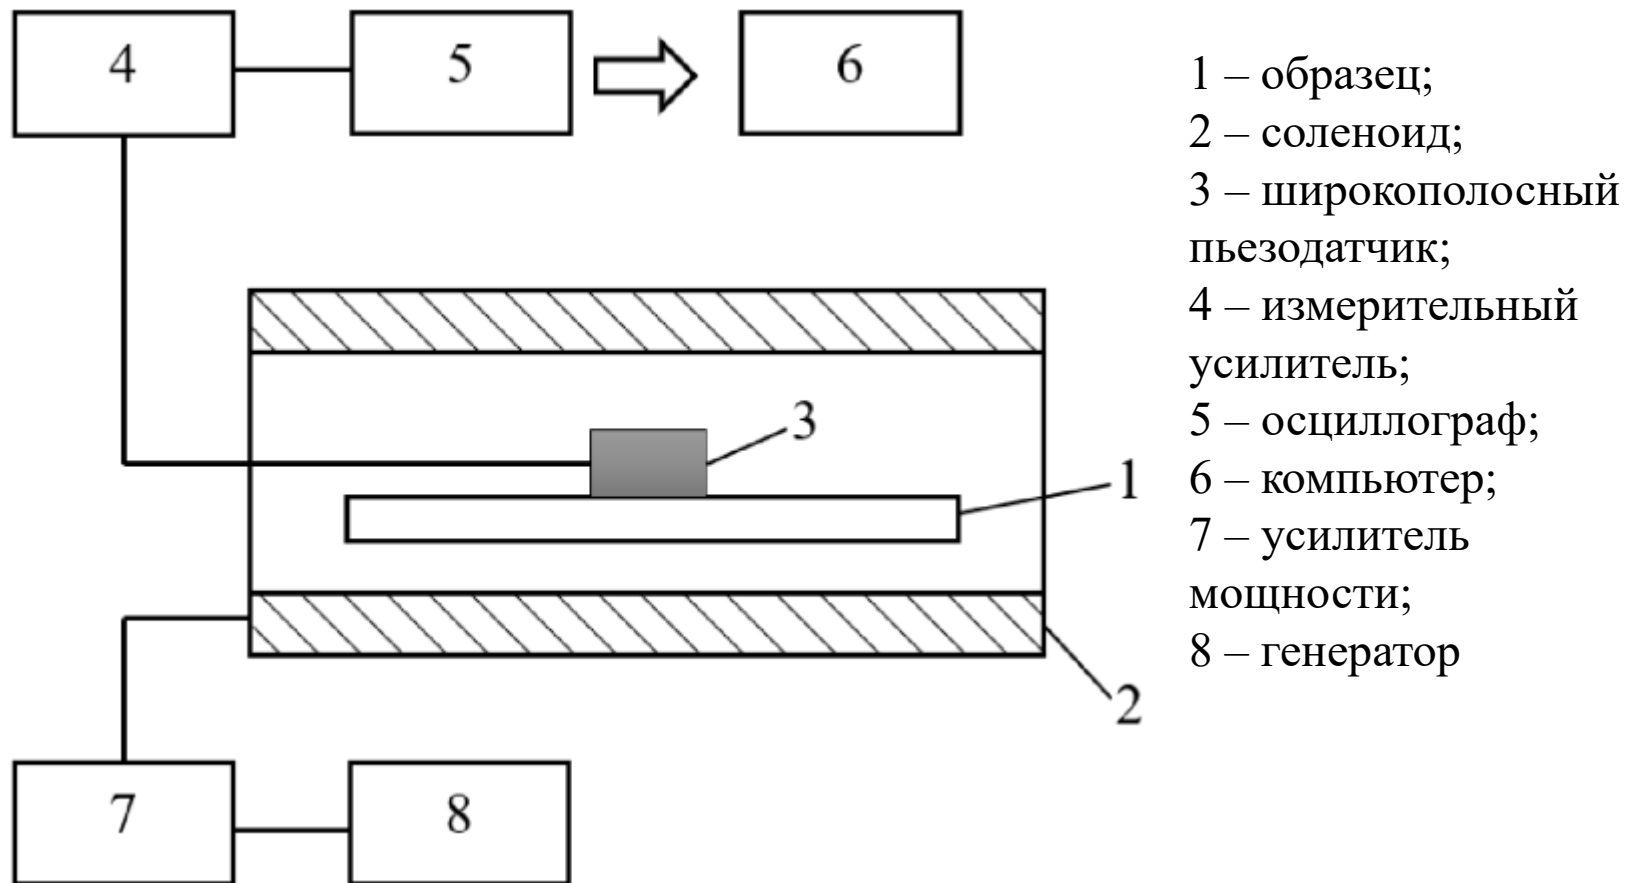 4
5
6
3
1
2
7
8
1 – образец;
2 – соленоид;
3 – широкополосный
пьезодатчик;
4 – измерительный
усилитель;
5 – осциллограф;
6 – компьютер;
7 – усилитель
мощности;
8 – генератор